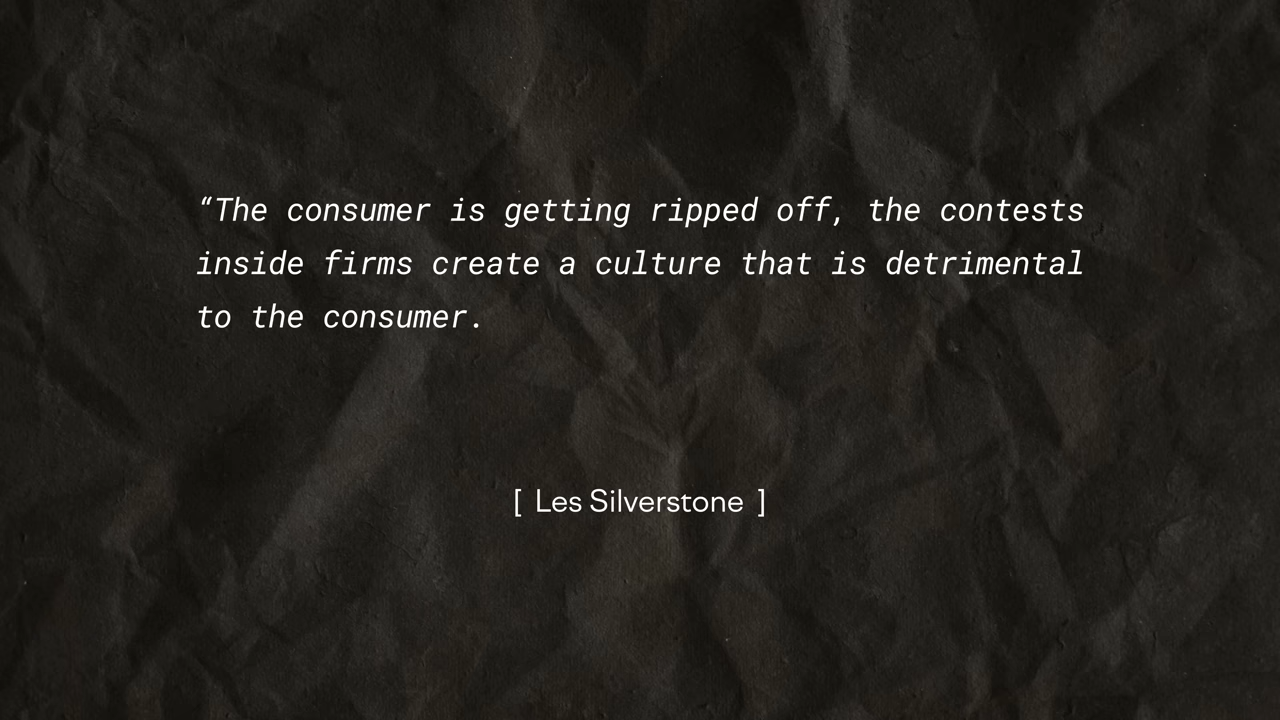 “The consumer is getting ripped off, the contests
inside firms create a culture that is detrimental
to the consumer.
[ Les Silverstone ]